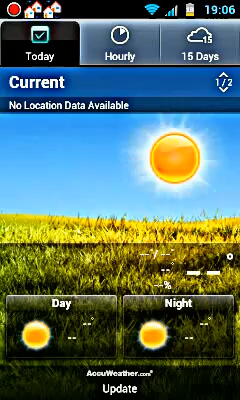 19:06
Today
Hourly
15
15 Days
Current
1/2
No Location Data Available
--°/--°
--
--°
--%
Day
Night
--°
--°
AccuWeather.com®
Update